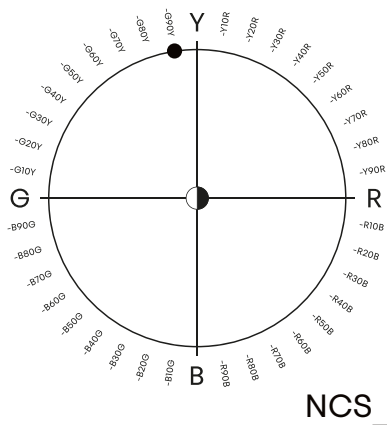 Y
-Y10R
-Y20R
-Y30R
-Y40R
-Y50R
-Y60R
-Y70R
-Y80R
-Y90R
R
-R10B
-R20B
-R30B
-R40B
-R50B
-R60B
-R70B
-R80B
-R90B
B
-B10G
-B20G
-B30G
-B40G
-B50G
-B60G
-B70G
-B80G
-B90G
G
-G10Y
-G20Y
-G30Y
-G40Y
-G50Y
-G60Y
-G70Y
-G80Y
-G90Y
NCS